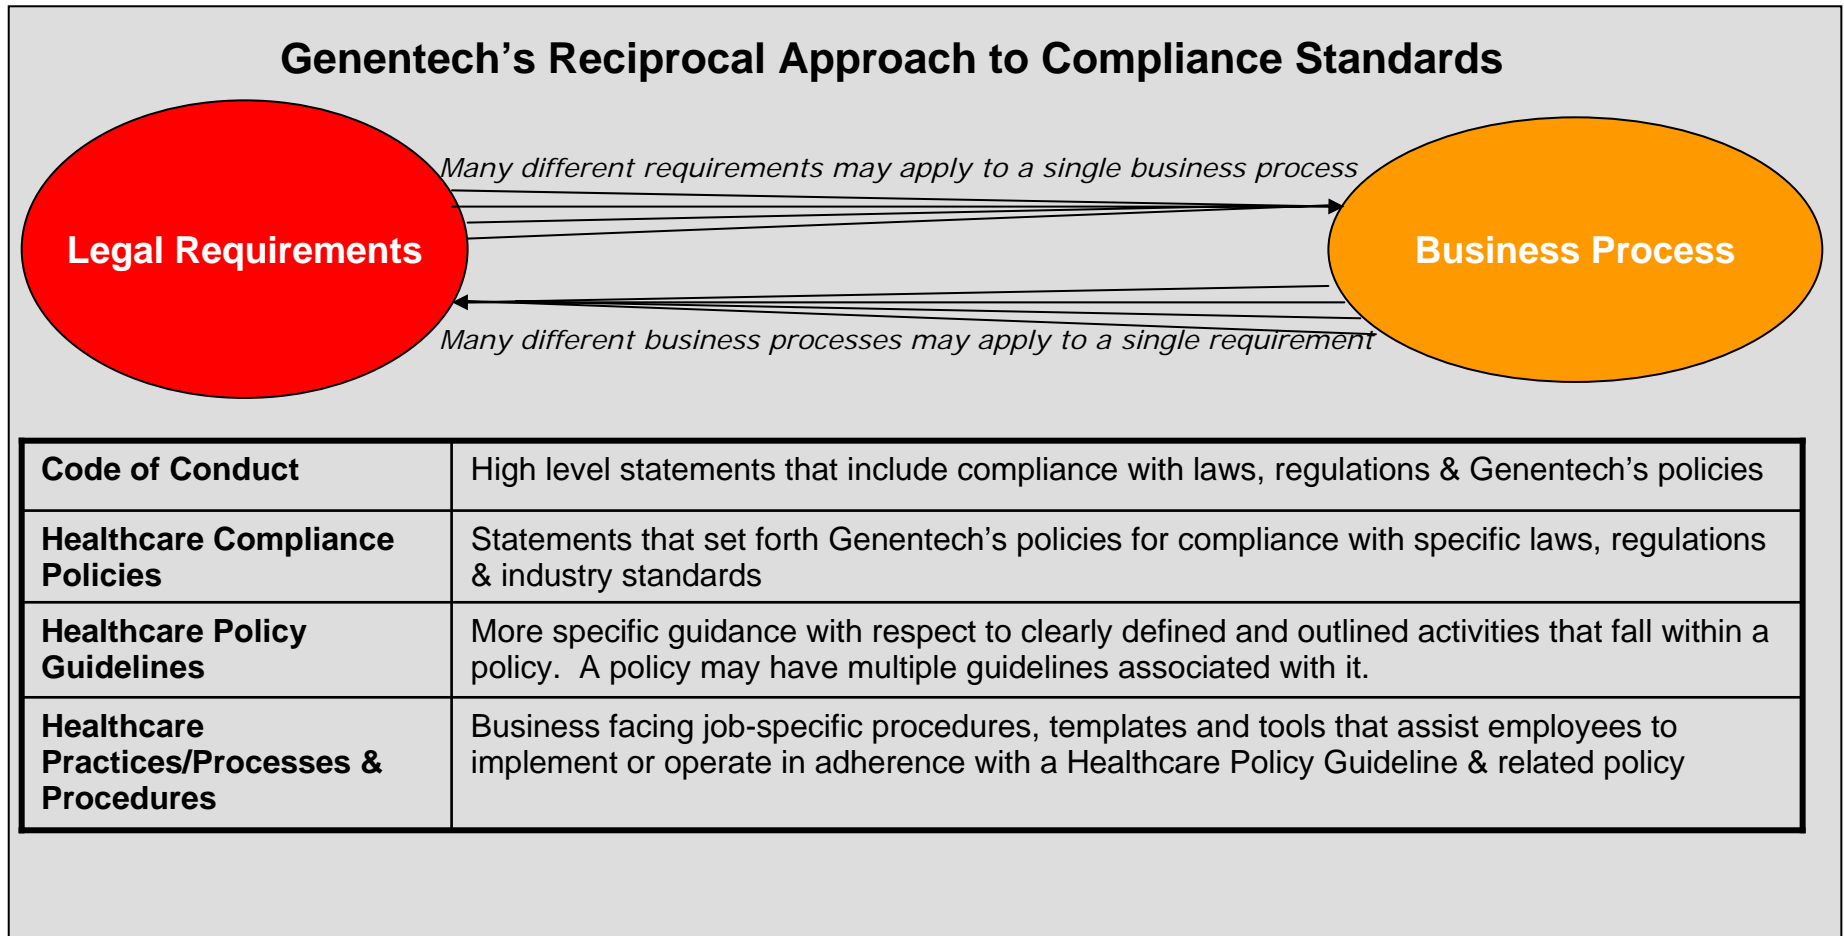 Genentech’s Reciprocal Approach to Compliance Standards
Many different requirements may apply to a single business process
Legal Requirements
Business Process
Many different business processes may apply to a single requirement
Code of Conduct
High level statements that include compliance with laws, regulations & Genentech’s policies
Healthcare Compliance
Policies
Statements that set forth Genentech’s policies for compliance with specific laws, regulations
& industry standards
Healthcare Policy
Guidelines
More specific guidance with respect to clearly defined and outlined activities that fall within a
policy.  A policy may have multiple guidelines associated with it.
Healthcare
Practices/Processes &
Procedures
Business facing job-specific procedures, templates and tools that assist employees to
implement or operate in adherence with a Healthcare Policy Guideline & related policy